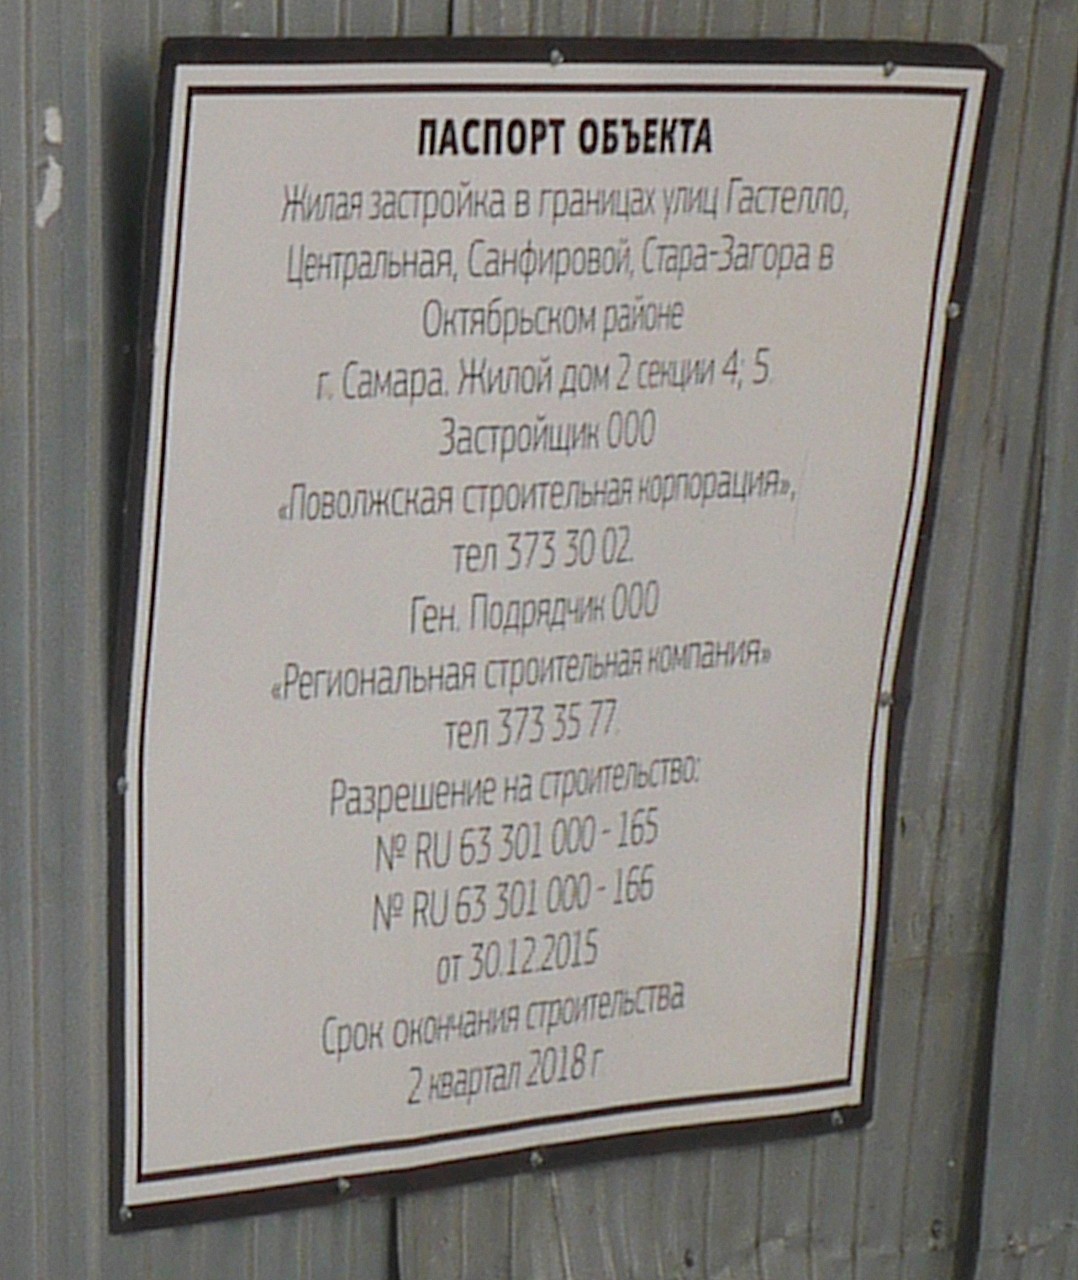 ПАСПОРТ ОБЪЕКТА
Жилая застройка в границах улиц Гастелло,
Центральная, Санфировой, Стара-Загора в
Октябрьском районе
г. Самара. Жилой дом 2 секции 4; 5.
Застройщик ООО
«Поволжская строительная корпорация»,
тел 373 30 02.
Ген. Подрядчик ООО
«Региональная строительная компания»
тел 373 35 77.
Разрешение на строительство:
№ RU 63 301 000 - 165
№ RU 63 301 000 - 166
от 30.12.2015
Срок окончания строительства
2 квартал 2018 г.